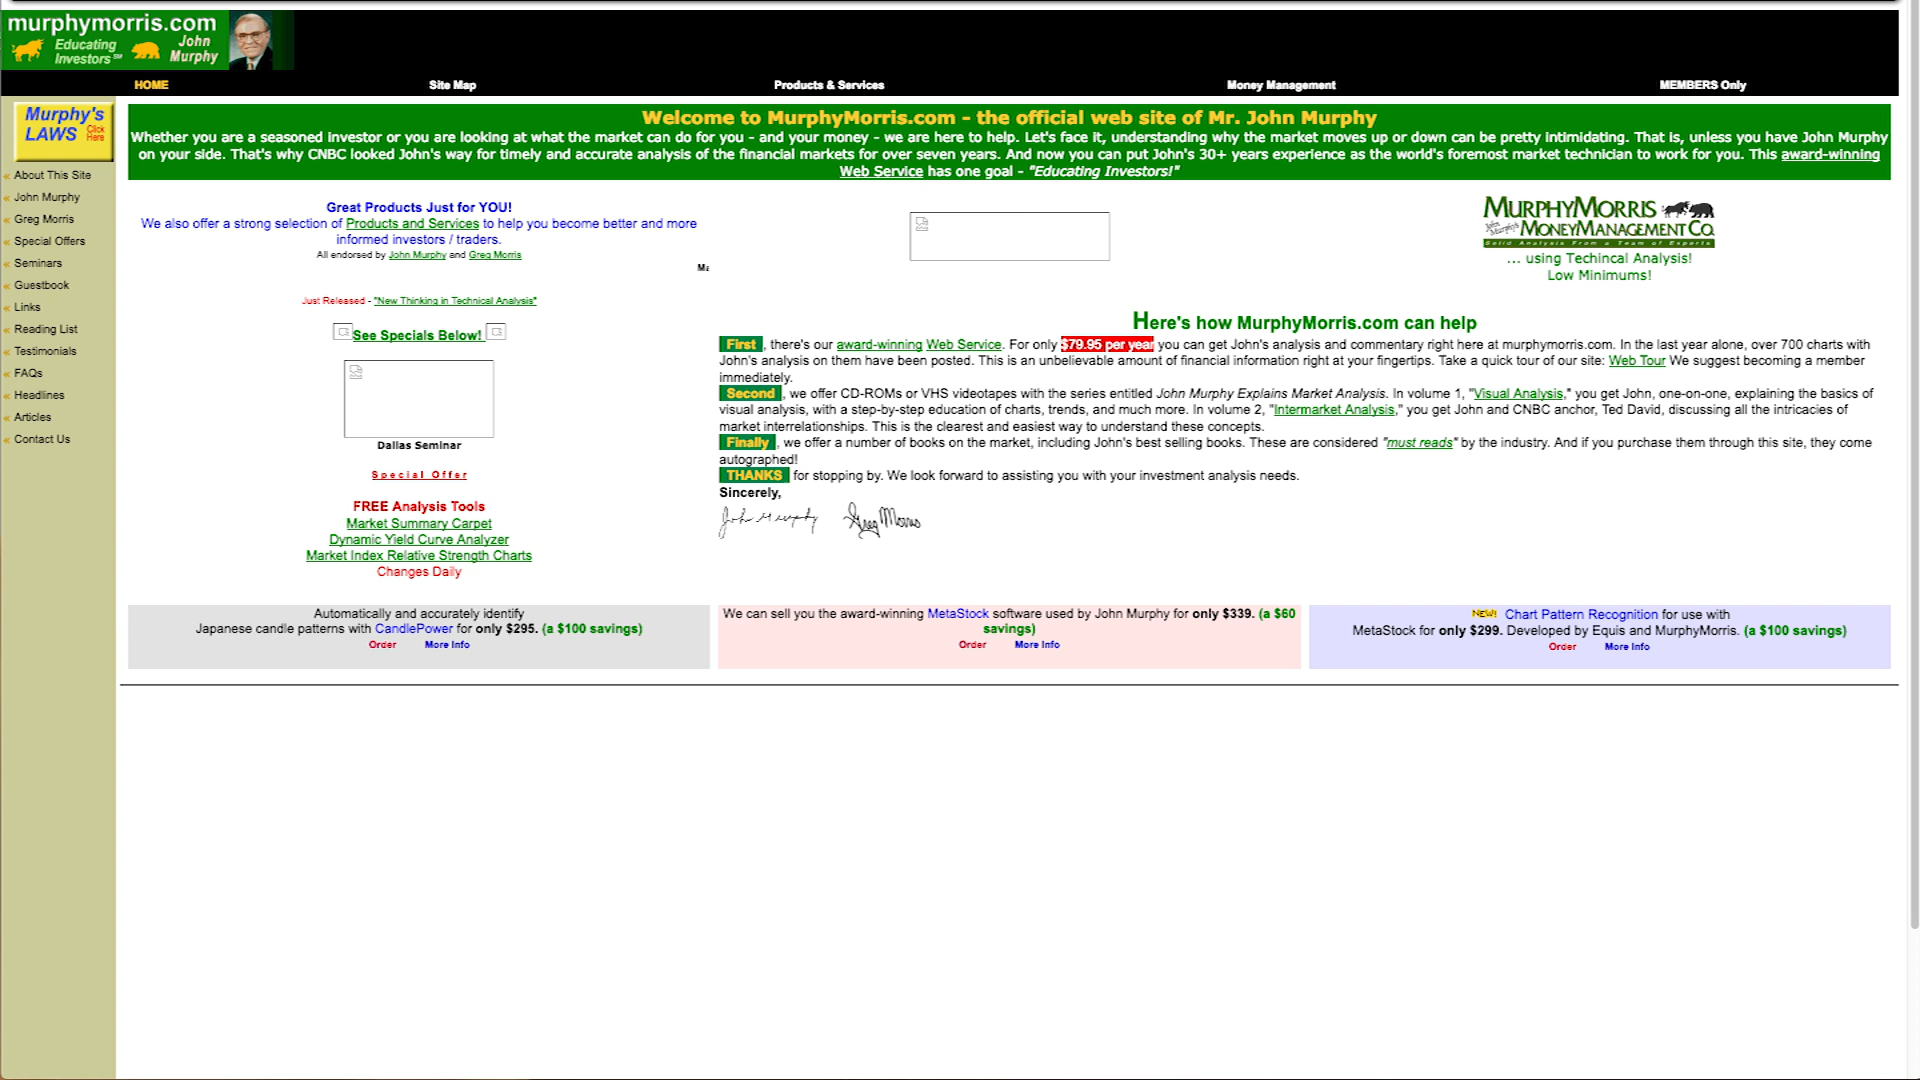 murphymorris.com
Educating
Investors℠
John
Murphy
HOME
Site Map
Products & Services
Money Management
MEMBERS Only
Murphy's
LAWS
Click
Here
« About This Site
« John Murphy
« Greg Morris
« Special Offers
« Seminars
« Guestbook
« Links
« Reading List
« Testimonials
« FAQs
« Headlines
« Articles
« Contact Us
Welcome to MurphyMorris.com - the official web site of Mr. John Murphy
Whether you are a seasoned investor or you are looking at what the market can do for you - and your money - we are here to help. Let's face it, understanding why the market moves up or down can be pretty intimidating. That is, unless you have John Murphy
on your side. That's why CNBC looked John's way for timely and accurate analysis of the financial markets for over seven years. And now you can put John's 30+ years experience as the world's foremost market technician to work for you. This award-winning
Web Service has one goal - "Educating Investors!"
Great Products Just for YOU!
We also offer a strong selection of Products and Services to help you become better and more
informed investors / traders.
All endorsed by John Murphy and Greg Morris
Ma
Just Released - "New Thinking in Technical Analysis"
See Specials Below!
Dallas Seminar
Special Offer
FREE Analysis Tools
Market Summary Carpet
Dynamic Yield Curve Analyzer
Market Index Relative Strength Charts
Changes Daily
MURPHYMORRIS
John Murphy's MONEYMANAGEMENT CO.
Solid Analysis From a Team of Experts
... using Techincal Analysis!
Low Minimums!
Here's how MurphyMorris.com can help
First , there's our award-winning Web Service. For only $79.95 per year you can get John's analysis and commentary right here at murphymorris.com. In the last year alone, over 700 charts with
John's analysis on them have been posted. This is an unbelievable amount of financial information right at your fingertips. Take a quick tour of our site: Web Tour We suggest becoming a member
immediately.
Second , we offer CD-ROMs or VHS videotapes with the series entitled John Murphy Explains Market Analysis. In volume 1, "Visual Analysis," you get John, one-on-one, explaining the basics of
visual analysis, with a step-by-step education of charts, trends, and much more. In volume 2, "Intermarket Analysis," you get John and CNBC anchor, Ted David, discussing all the intricacies of
market interrelationships. This is the clearest and easiest way to understand these concepts.
Finally , we offer a number of books on the market, including John's best selling books. These are considered "must reads" by the industry. And if you purchase them through this site, they come
autographed!
THANKS for stopping by. We look forward to assisting you with your investment analysis needs.
Sincerely,
John Murphy Greg Morris
Automatically and accurately identify
Japanese candle patterns with CandlePower for only $295. (a $100 savings)
Order More Info
We can sell you the award-winning MetaStock software used by John Murphy for only $339. (a $60
savings)
Order More Info
NEW! Chart Pattern Recognition for use with
MetaStock for only $299. Developed by Equis and MurphyMorris. (a $100 savings)
Order More Info